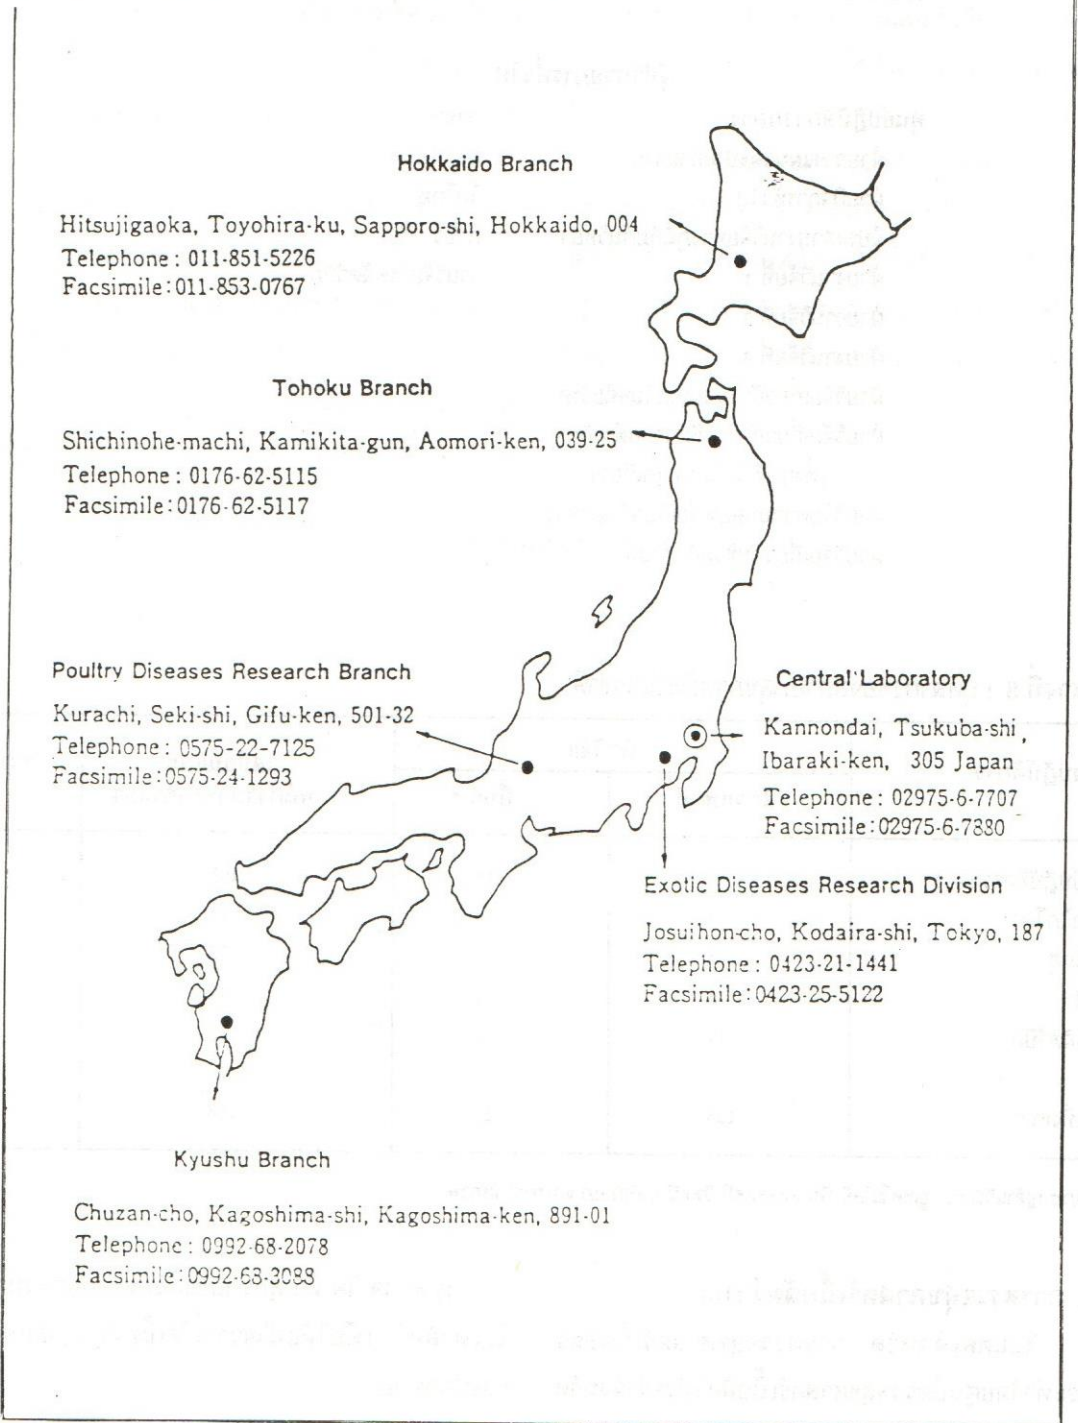 Hokkaido Branch
Hitsujigaoka, Toyohira-ku, Sapporo-shi, Hokkaido, 004
Telephone : 011-851-5226
Facsimile : 011-853-0767
Tohoku Branch
Shichinohe-machi, Kamikita-gun, Aomori-ken, 039-25
Telephone : 0176-62-5115
Facsimile : 0176-62-5117
Poultry Diseases Research Branch
Kurachi, Seki-shi, Gifu-ken, 501-32
Telephone : 0575-22-7125
Facsimile : 0575-24-1293
Central Laboratory
Kannondai, Tsukuba-shi,
Ibaraki-ken, 305 Japan
Telephone : 02975-6-7707
Facsimile : 02975-6-7880
Exotic Diseases Research Division
Josuihon-cho, Kodaira-shi, Tokyo, 187
Telephone : 0423-21-1441
Facsimile : 0423-25-5122
Kyushu Branch
Chuzan-cho, Kagoshima-shi, Kagoshima-ken, 891-01
Telephone : 0992-68-2078
Facsimile : 0992-68-3088